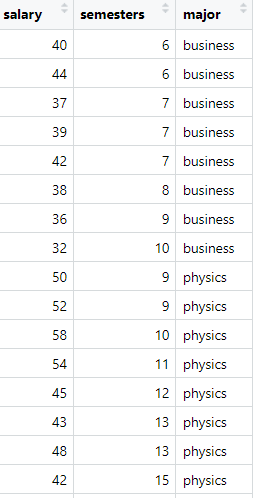 salary semesters major
40 6 business
44 6 business
37 7 business
39 7 business
42 7 business
38 8 business
36 9 business
32 10 business
50 9 physics
52 9 physics
58 10 physics
54 11 physics
45 12 physics
43 13 physics
48 13 physics
42 15 physics